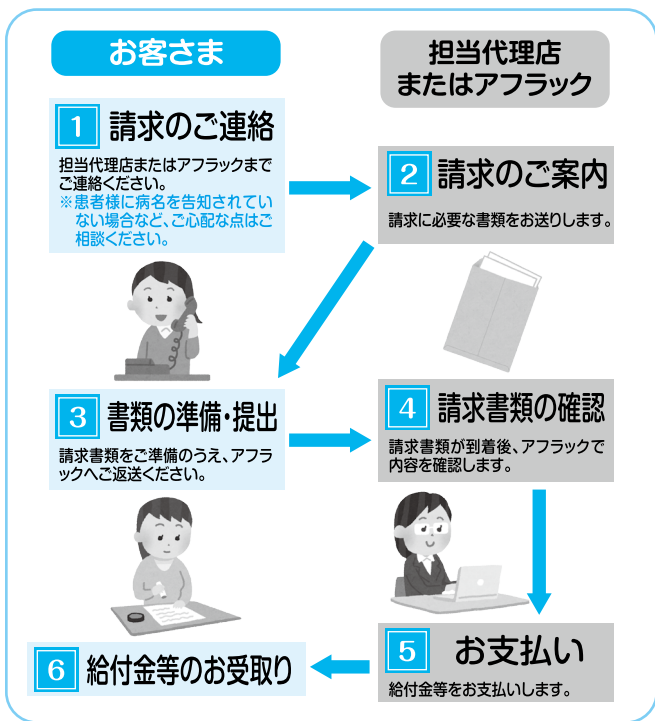 お客さま
担当代理店
またはアフラック
1 請求のご連絡
担当代理店またはアフラックまで
ご連絡ください。
※患者様に病名を告知されてい
ない場合など、ご心配な点はご
相談ください。
2 請求のご案内
請求に必要な書類をお送りします。
3 書類の準備・提出
請求書類をご準備のうえ、アフラ
ックへご返送ください。
4 請求書類の確認
請求書類が到着後、アフラックで
内容を確認します。
5 お支払い
給付金等をお支払いします。
6 給付金等のお受取り